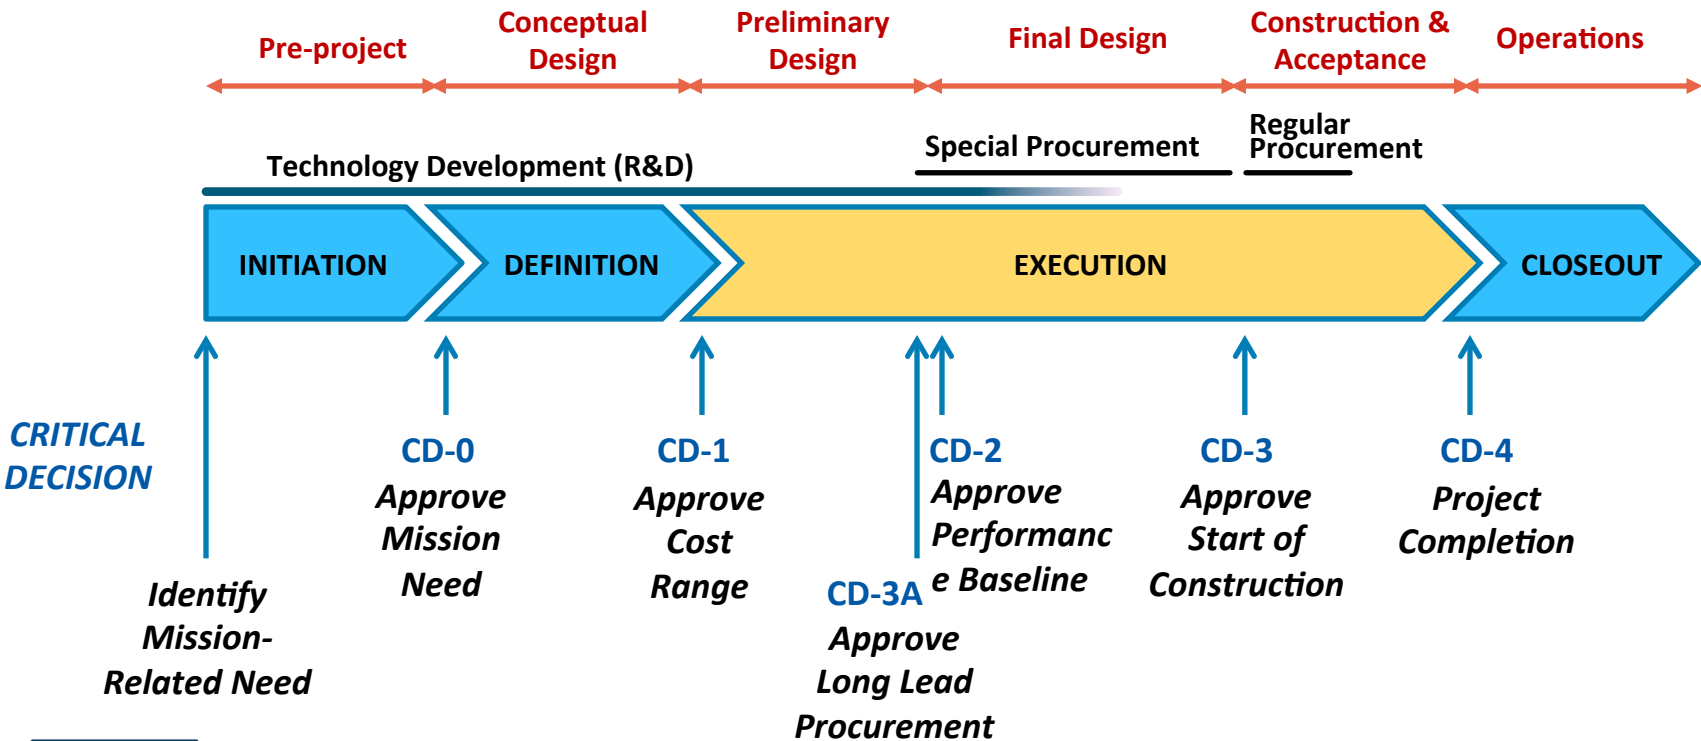 Pre-project
Conceptual
Design
Preliminary
Design
Final Design
Construction &
Acceptance
Operations
Technology Development (R&D)
Special Procurement
Regular
Procurement
INITIATION
DEFINITION
EXECUTION
CLOSEOUT
CRITICAL
DECISION
Identify
Mission-
Related Need
CD-0
Approve
Mission
Need
CD-1
Approve
Cost
Range
CD-3A
Approve
Long Lead
Procurement
CD-2
Approve
Performanc
e Baseline
CD-3
Approve
Start of
Construction
CD-4
Project
Completion